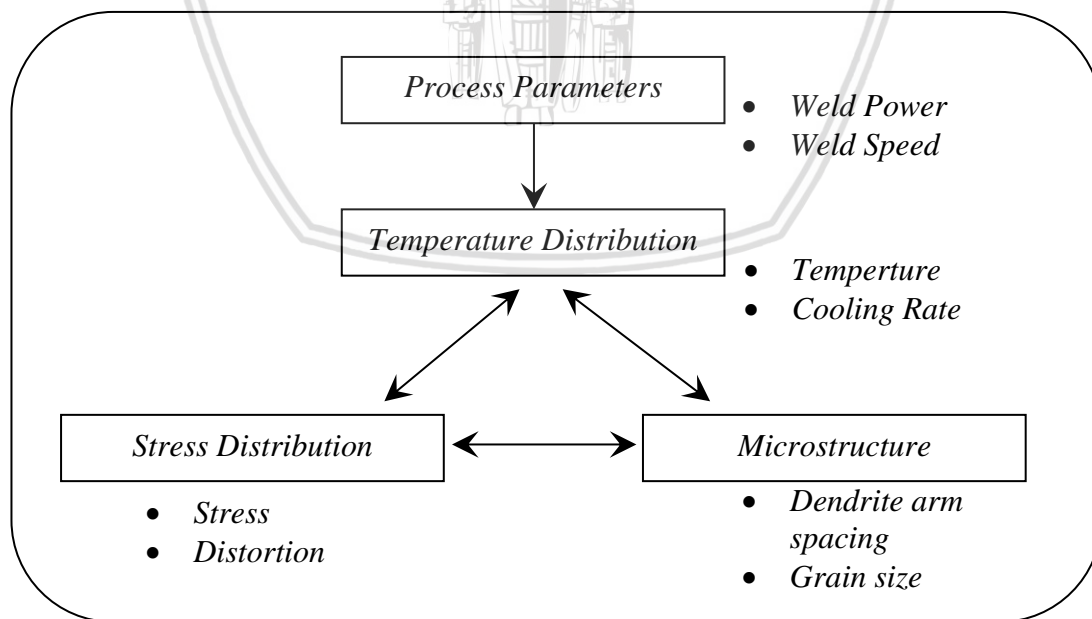 Process Parameters
• Weld Power
• Weld Speed
Temperature Distribution
• Temperture
• Cooling Rate
Stress Distribution
• Stress
• Distortion
Microstructure
• Dendrite arm
spacing
• Grain size